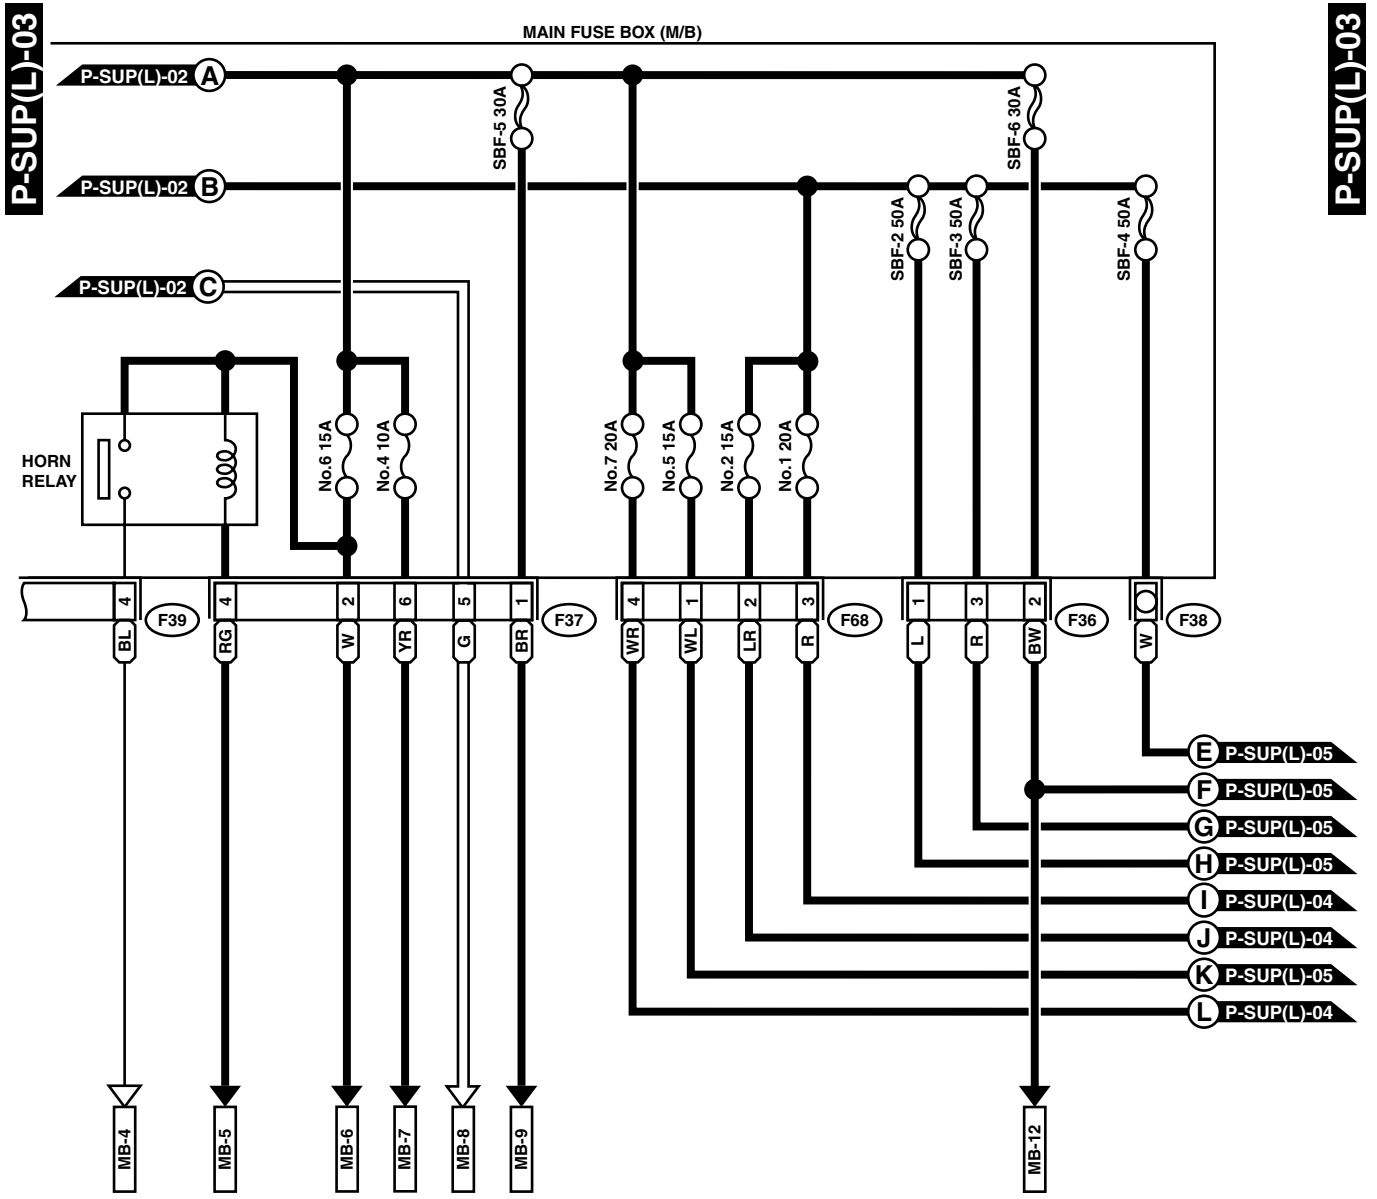 P-SUP(L)-03
MAIN FUSE BOX (M/B)
P-SUP(L)-03
P-SUP(L)-02 A
SBF-5 30A
SBF-6 30A
P-SUP(L)-02 B
SBF-2 50A
SBF-3 50A
SBF-4 50A
P-SUP(L)-02 C
HORN
RELAY
No.6 15A
No.4 10A
No.7 20A
No.5 15A
No.2 15A
No.1 20A
4
F39
4
2
6
5
1
F37
4
1
2
3
F68
1
3
2
F36
F38
BL
RG
W
YR
G
BR
WR
WL
LR
R
L
R
BW
W
E P-SUP(L)-05
F P-SUP(L)-05
G P-SUP(L)-05
H P-SUP(L)-05
I P-SUP(L)-04
J P-SUP(L)-04
K P-SUP(L)-05
L P-SUP(L)-04
MB-4
MB-5
MB-6
MB-7
MB-8
MB-9
MB-12